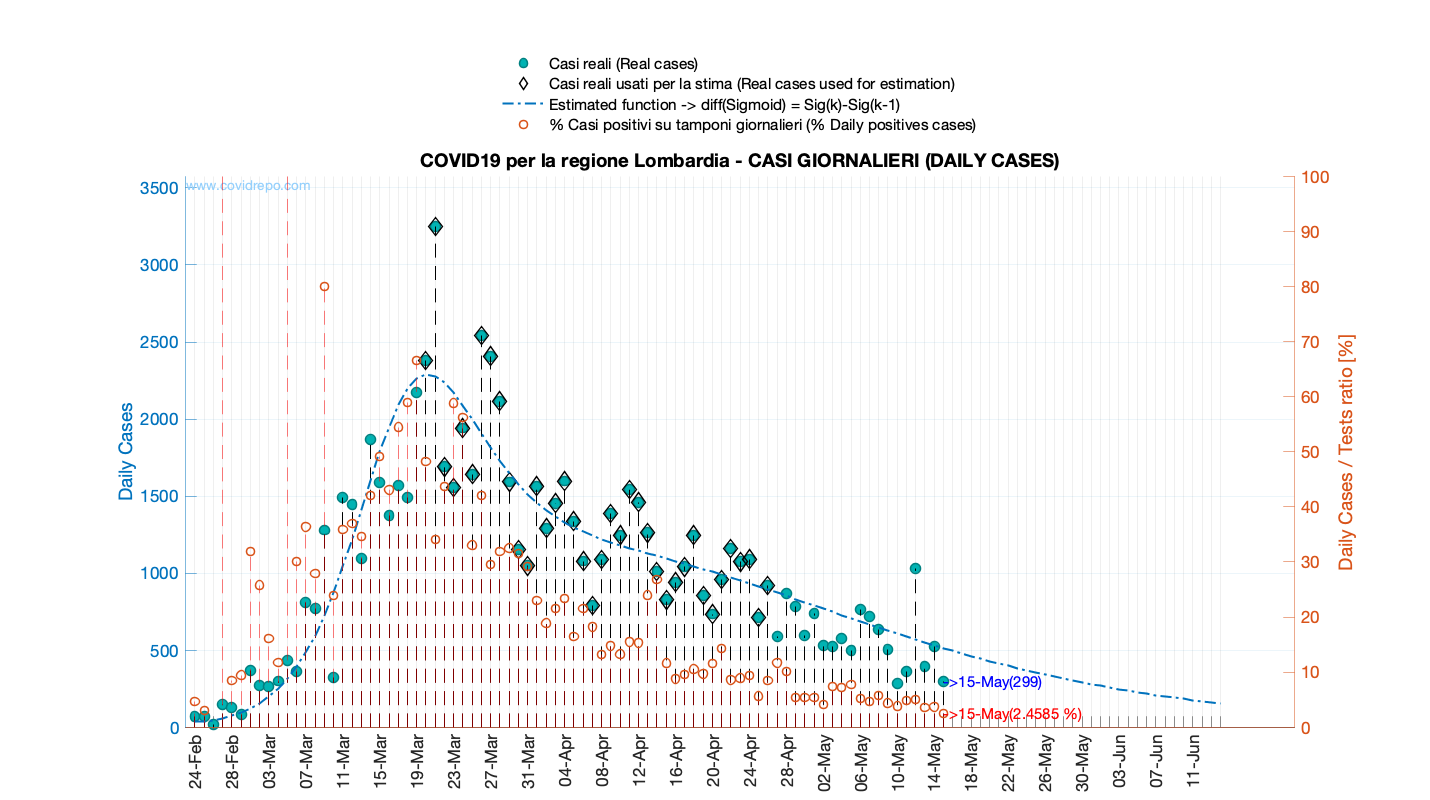 Casi reali (Real cases)
Casi reali usati per la stima (Real cases used for estimation)
Estimated function -> diff(Sigmoid) = Sig(k)-Sig(k-1)
% Casi positivi su tamponi giornalieri (% Daily positives cases)
COVID19 per la regione Lombardia - CASI GIORNALIERI (DAILY CASES)
www.covidrepo.com
Daily Cases
3500
3000
2500
2000
1500
1000
500
0
100
90
80
70
60
50
40
30
20
10
0
Daily Cases / Tests ratio [%]
->15-May(299)
->15-May(2.4585 %)
24-Feb
28-Feb
03-Mar
07-Mar
11-Mar
15-Mar
19-Mar
23-Mar
27-Mar
31-Mar
04-Apr
08-Apr
12-Apr
16-Apr
20-Apr
24-Apr
28-Apr
02-May
06-May
10-May
14-May
18-May
22-May
26-May
30-May
03-Jun
07-Jun
11-Jun